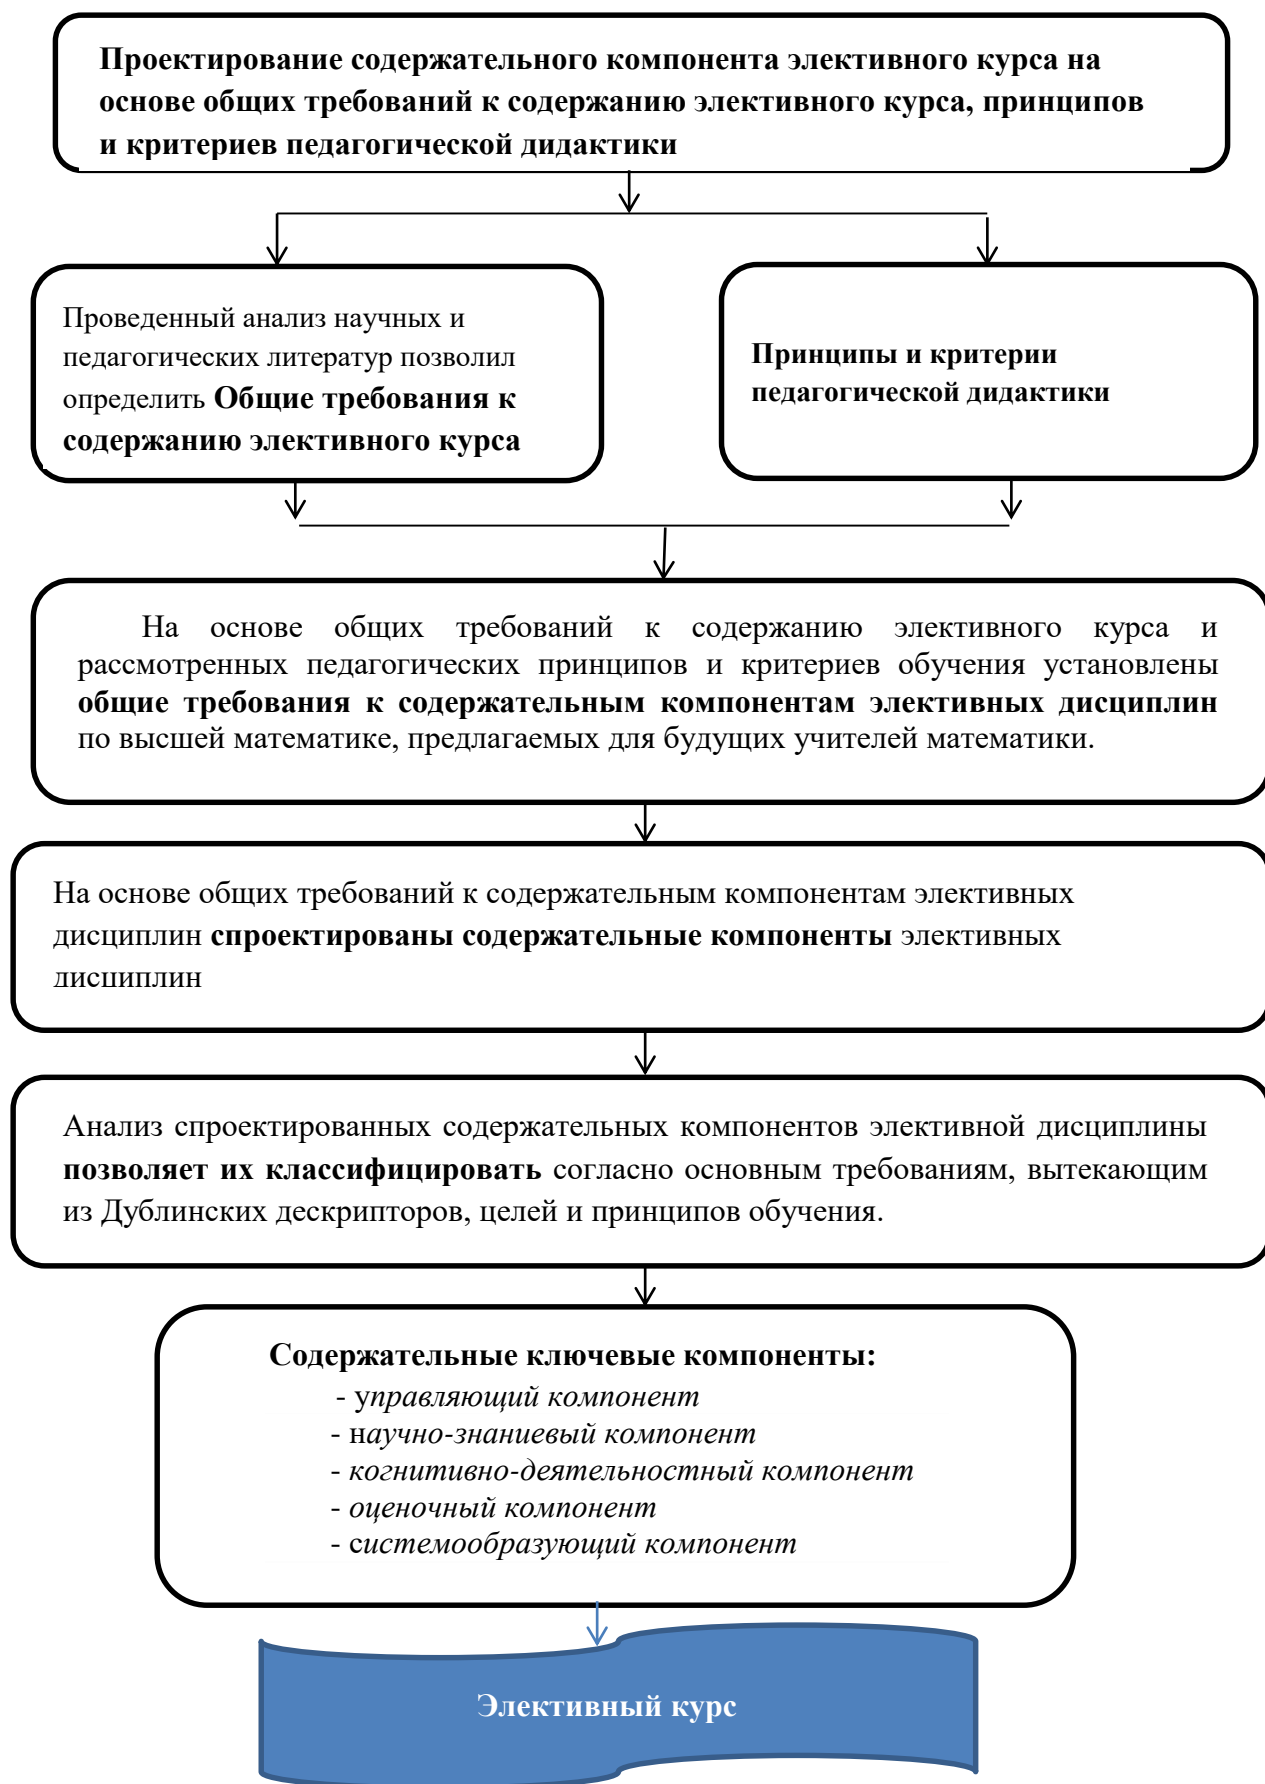 Проектирование содержательного компонента элективного курса на
основе общих требований к содержанию элективного курса, принципов
и критериев педагогической дидактики
Проведенный анализ научных и
педагогических литератур позволил
определить Общие требования к
содержанию элективного курса
Принципы и критерии
педагогической дидактики
На основе общих требований к содержанию элективного курса и
рассмотренных педагогических принципов и критериев обучения установлены
общие требования к содержательным компонентам элективных дисциплин
по высшей математике, предлагаемых для будущих учителей математики.
На основе общих требований к содержательным компонентам элективных
дисциплин спроектированы содержательные компоненты элективных
дисциплин
Анализ спроектированных содержательных компонентов элективной дисциплины
позволяет их классифицировать согласно основным требованиям, вытекающим
из Дублинских дескрипторов, целей и принципов обучения.
Содержательные ключевые компоненты:
- управляющий компонент
- научно-знаниевый компонент
- когнитивно-деятельностный компонент
- оценочный компонент
- системообразующий компонент
Элективный курс